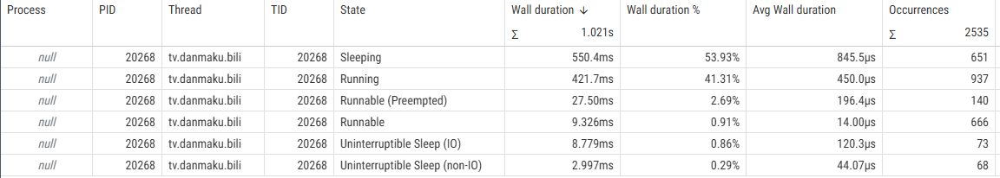 Process PID Thread TID State Wall duration ↓ Wall duration % Avg Wall duration Occurrences
Σ 1.021s Σ 2535
null 20268 tv.danmaku.bili 20268 Sleeping 550.4ms 53.93% 845.5µs 651
null 20268 tv.danmaku.bili 20268 Running 421.7ms 41.31% 450.0µs 937
null 20268 tv.danmaku.bili 20268 Runnable (Preempted) 27.50ms 2.69% 196.4µs 140
null 20268 tv.danmaku.bili 20268 Runnable 9.326ms 0.91% 14.00µs 666
null 20268 tv.danmaku.bili 20268 Uninterruptible Sleep (IO) 8.779ms 0.86% 120.3µs 73
null 20268 tv.danmaku.bili 20268 Uninterruptible Sleep (non-IO) 2.997ms 0.29% 44.07µs 68